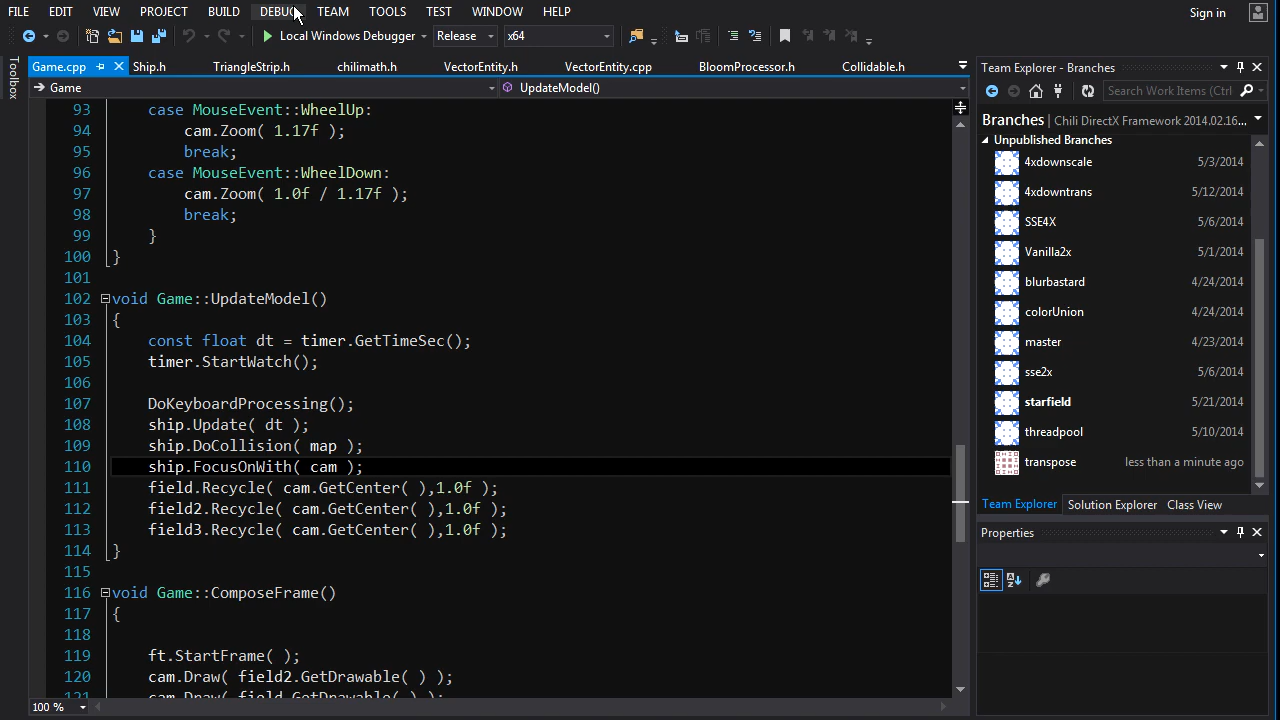 FILE EDIT VIEW PROJECT BUILD DEBUG TEAM TOOLS TEST WINDOW HELP Sign in
Local Windows Debugger Release x64
Toolbox
Game.cpp Ship.h TriangleStrip.h chilimath.h VectorEntity.h VectorEntity.cpp BloomProcessor.h Collidable.h
Game UpdateModel()
93 case MouseEvent::WheelUp:
94 cam.Zoom( 1.17f );
95 break;
96 case MouseEvent::WheelDown:
97 cam.Zoom( 1.0f / 1.17f );
98 break;
99 }
100 }
101
102 void Game::UpdateModel()
103 {
104 const float dt = timer.GetTimeSec();
105 timer.StartWatch();
106
107 DoKeyboardProcessing();
108 ship.Update( dt );
109 ship.DoCollision( map );
110 ship.FocusOnWith( cam );
111 field.Recycle( cam.GetCenter( ),1.0f );
112 field2.Recycle( cam.GetCenter( ),1.0f );
113 field3.Recycle( cam.GetCenter( ),1.0f );
114 }
115
116 void Game::ComposeFrame()
117 {
118
119 ft.StartFrame( );
120 cam.Draw( field2.GetDrawable( ) );
121 cam.Draw( field.GetDrawable( ) );
100 %
Team Explorer - Branches
Search Work Items (Ctrl
Branches | Chili DirectX Framework 2014.02.16...
Unpublished Branches
4xdownscale 5/3/2014
4xdowntrans 5/12/2014
SSE4X 5/6/2014
Vanilla2x 5/1/2014
blurbastard 4/24/2014
colorUnion 4/24/2014
master 4/23/2014
sse2x 5/6/2014
starfield 5/21/2014
threadpool 5/10/2014
transpose less than a minute ago
Team Explorer Solution Explorer Class View
Properties